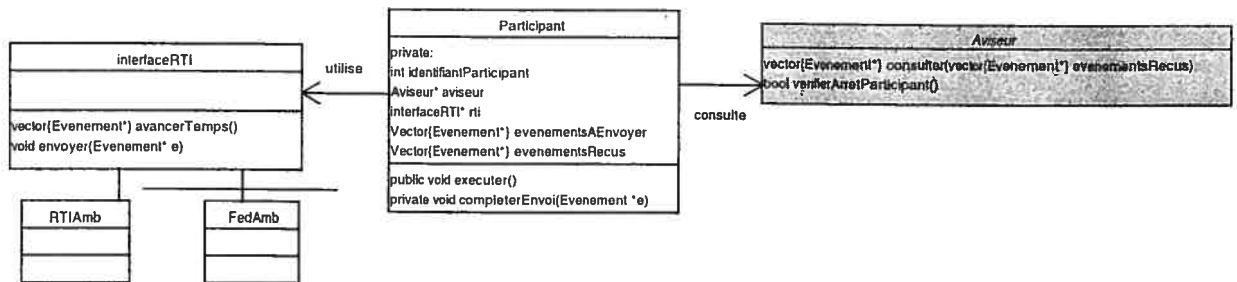 interfaceRTI
vector{Evenement*} avancerTemps()
void envoyer(Evenement* e)
RTIAmb
FedAmb
utilise
Participant
private:
int identifiantParticipant
Aviseur* aviseur
interfaceRTI* rti
Vector{Evenement*} evenementsAEnvoyer
Vector{Evenement*} evenementsRecus
public void executer()
private void completerEnvoi(Evenement *e)
consulte
Aviseur
vector{Evenement*} consulter(vector{Evenement*} evenementsRecus)
bool verifierArretParticipant()